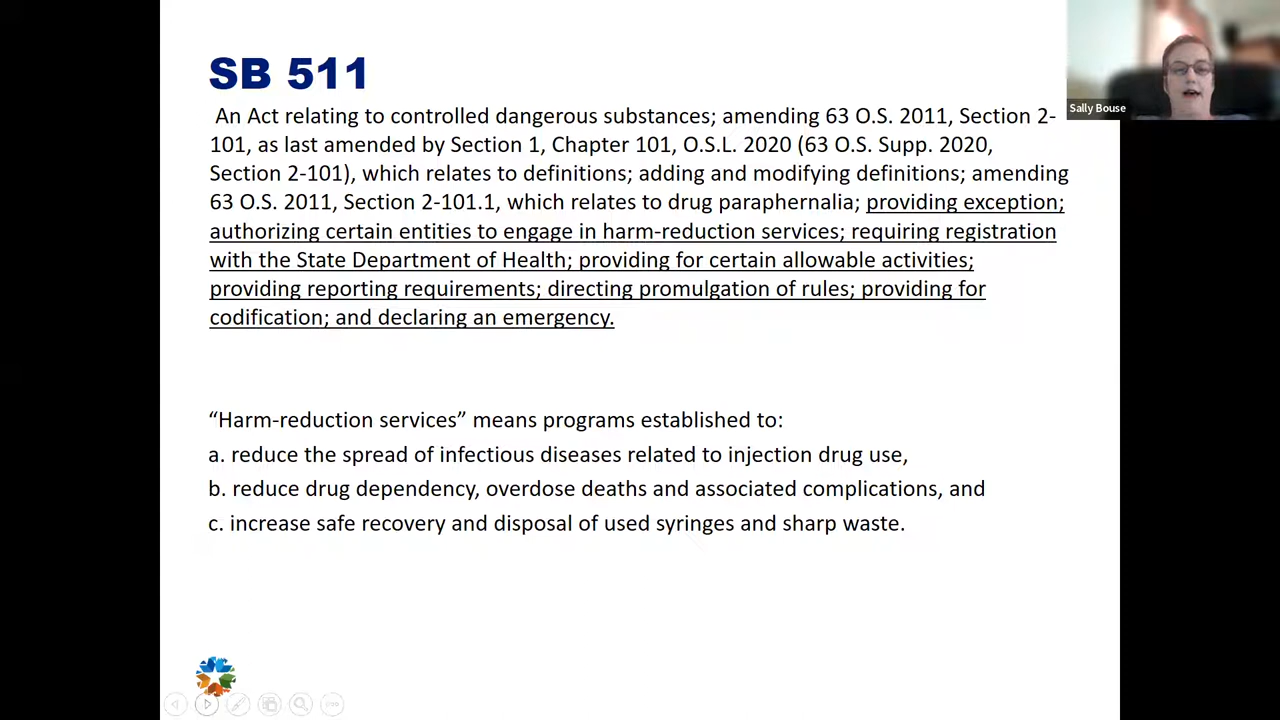 SB 511
An Act relating to controlled dangerous substances; amending 63 O.S. 2011, Section 2-
101, as last amended by Section 1, Chapter 101, O.S.L. 2020 (63 O.S. Supp. 2020,
Section 2-101), which relates to definitions; adding and modifying definitions; amending
63 O.S. 2011, Section 2-101.1, which relates to drug paraphernalia; providing exception;
authorizing certain entities to engage in harm-reduction services; requiring registration
with the State Department of Health; providing for certain allowable activities;
providing reporting requirements; directing promulgation of rules; providing for
codification; and declaring an emergency.
“Harm-reduction services” means programs established to:
a. reduce the spread of infectious diseases related to injection drug use,
b. reduce drug dependency, overdose deaths and associated complications, and
c. increase safe recovery and disposal of used syringes and sharp waste.
Sally Bouse